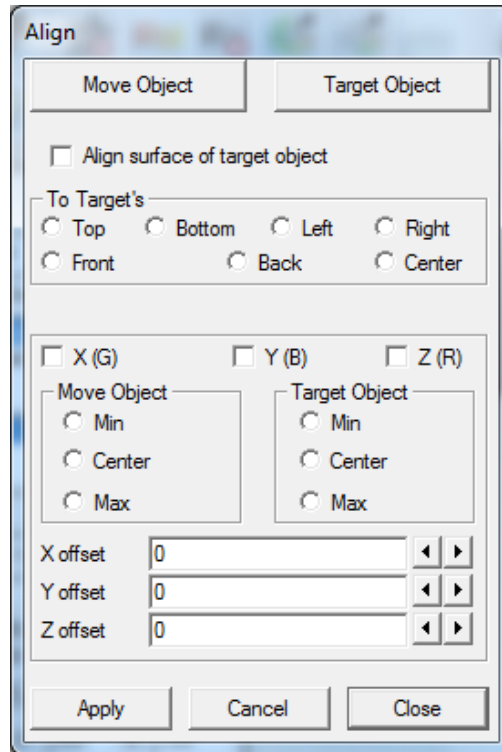 Align
Move Object Target Object
Align surface of target object
To Target's
Top Bottom Left Right
Front Back Center
X (G) Y (B) Z (R)
Move Object Target Object
Min Min
Center Center
Max Max
X offset 0
Y offset 0
Z offset 0
Apply Cancel Close